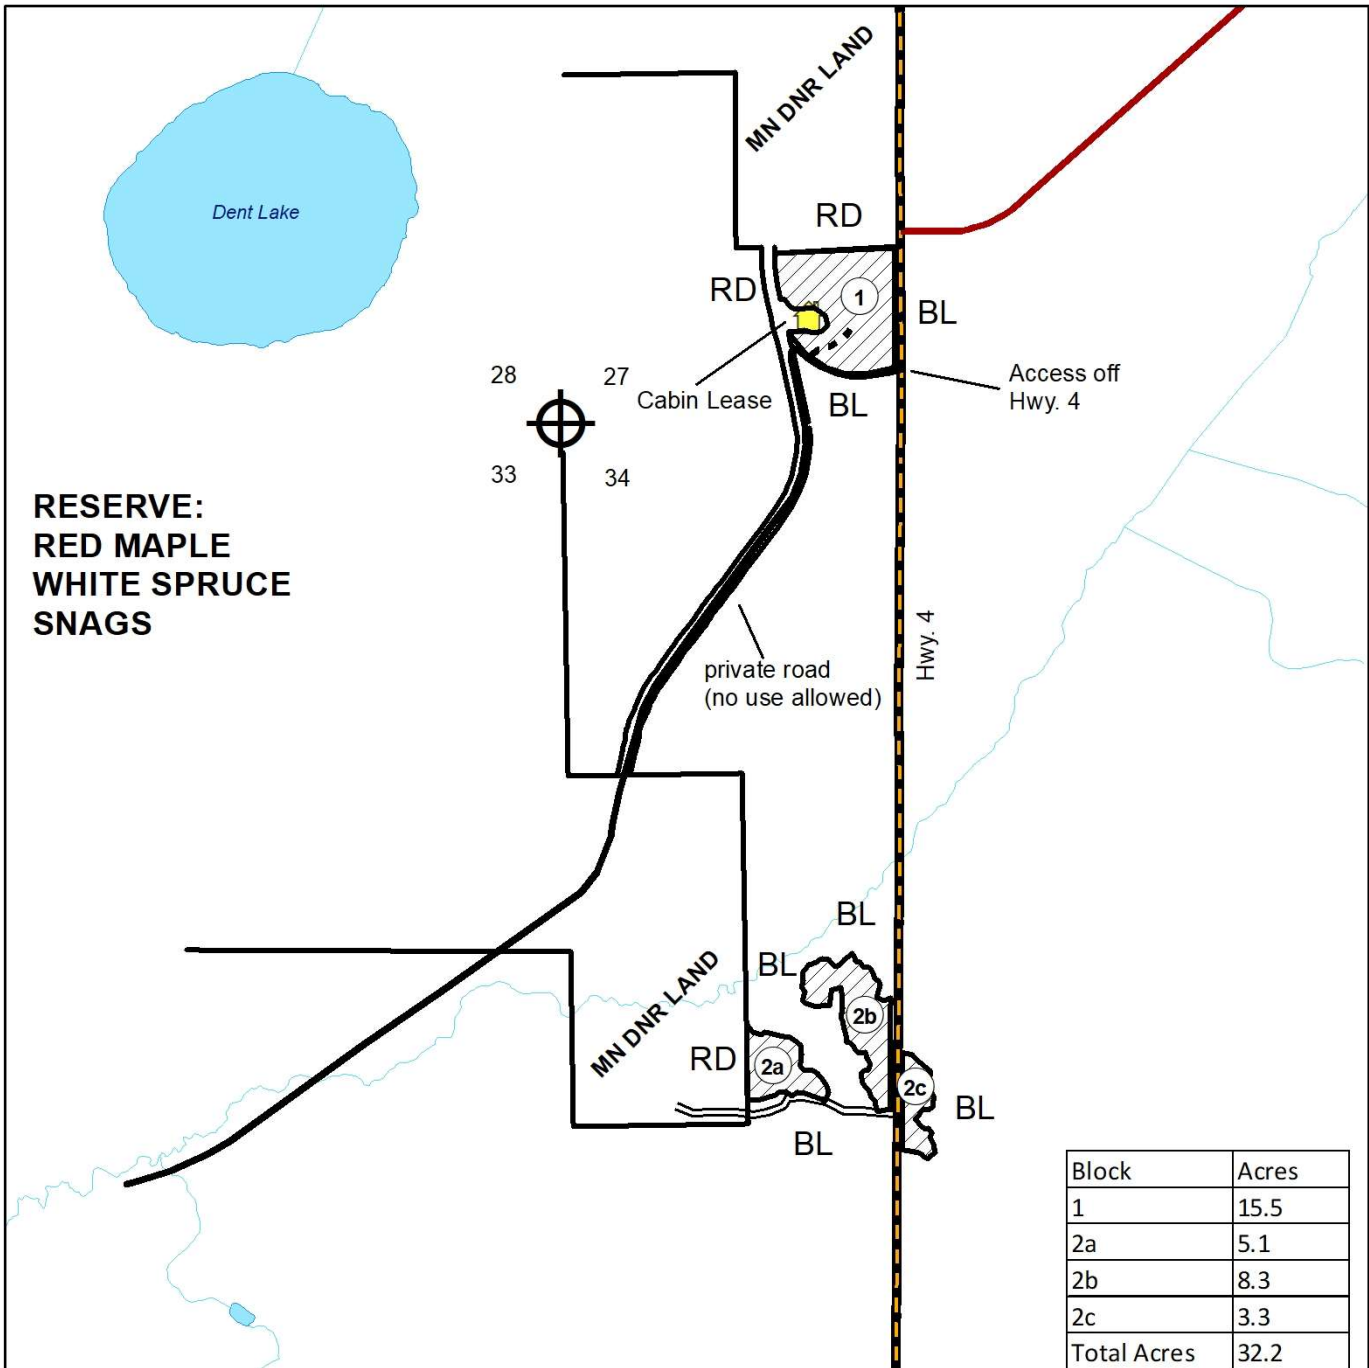 MN DNR LAND
Dent Lake
RD
RD
1
BL
Cabin Lease
BL
Access off
Hwy. 4
28
27
33
34
RESERVE:
RED MAPLE
WHITE SPRUCE
SNAGS
private road
(no use allowed)
Hwy. 4
BL
BL
MN DNR LAND
2b
RD
2a
2c
BL
BL
Block Acres
1 15.5
2a 5.1
2b 8.3
2c 3.3
Total Acres 32.2